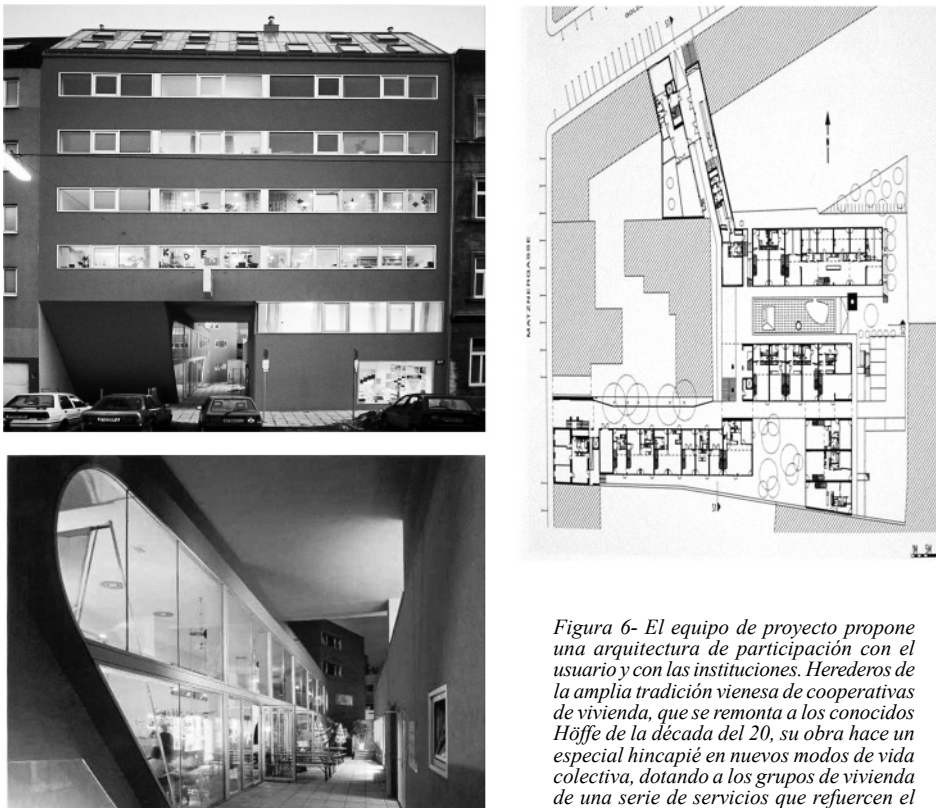 MATZNERGASSE
Figura 6- El equipo de proyecto propone
una arquitectura de participación con el
usuario y con las instituciones. Herederos de
la amplia tradición vienesa de cooperativas
de vivienda, que se remonta a los conocidos
Höffe de la década del 20, su obra hace un
especial hincapié en nuevos modos de vida
colectiva, dotando a los grupos de vivienda
de una serie de servicios que refuercen el